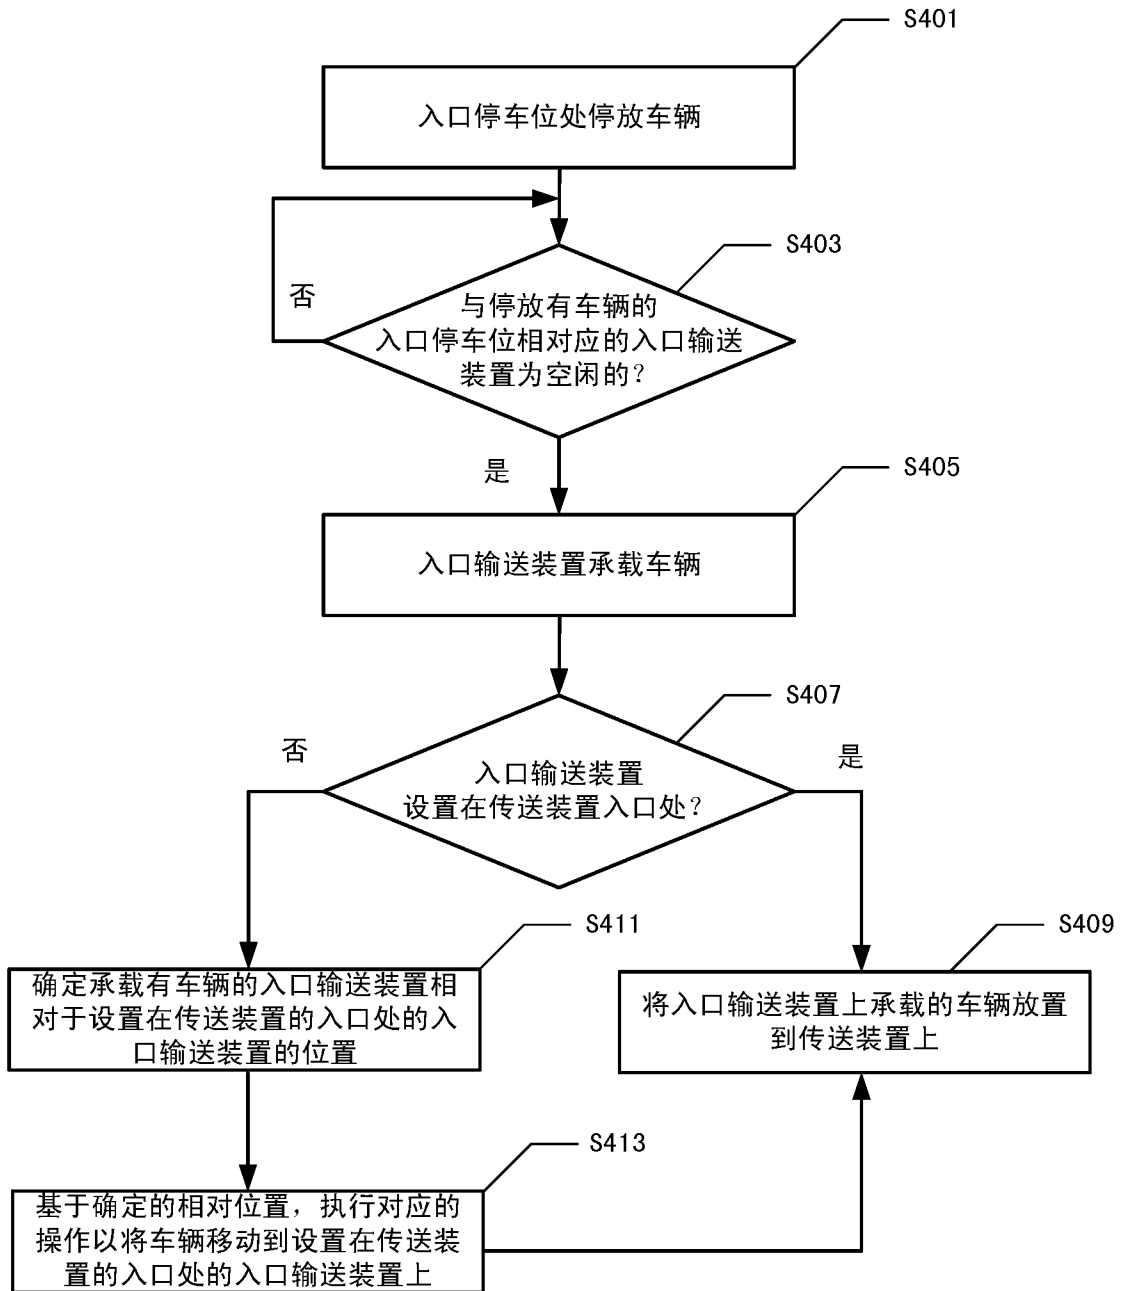 S401
入口停车位处停放车辆
S403
否
与停放有车辆的
入口停车位相对应的入口输送
装置为空闲的?
是
S405
入口输送装置承载车辆
S407
否
是
入口输送装置
设置在传送装置入口处?
S411
S409
确定承载有车辆的入口输送装置相
对于设置在传送装置的入口处的入
口输送装置的位置
将入口输送装置上承载的车辆放置
到传送装置上
S413
基于确定的相对位置，执行对应的
操作以将车辆移动到设置在传送装
置的入口处的入口输送装置上